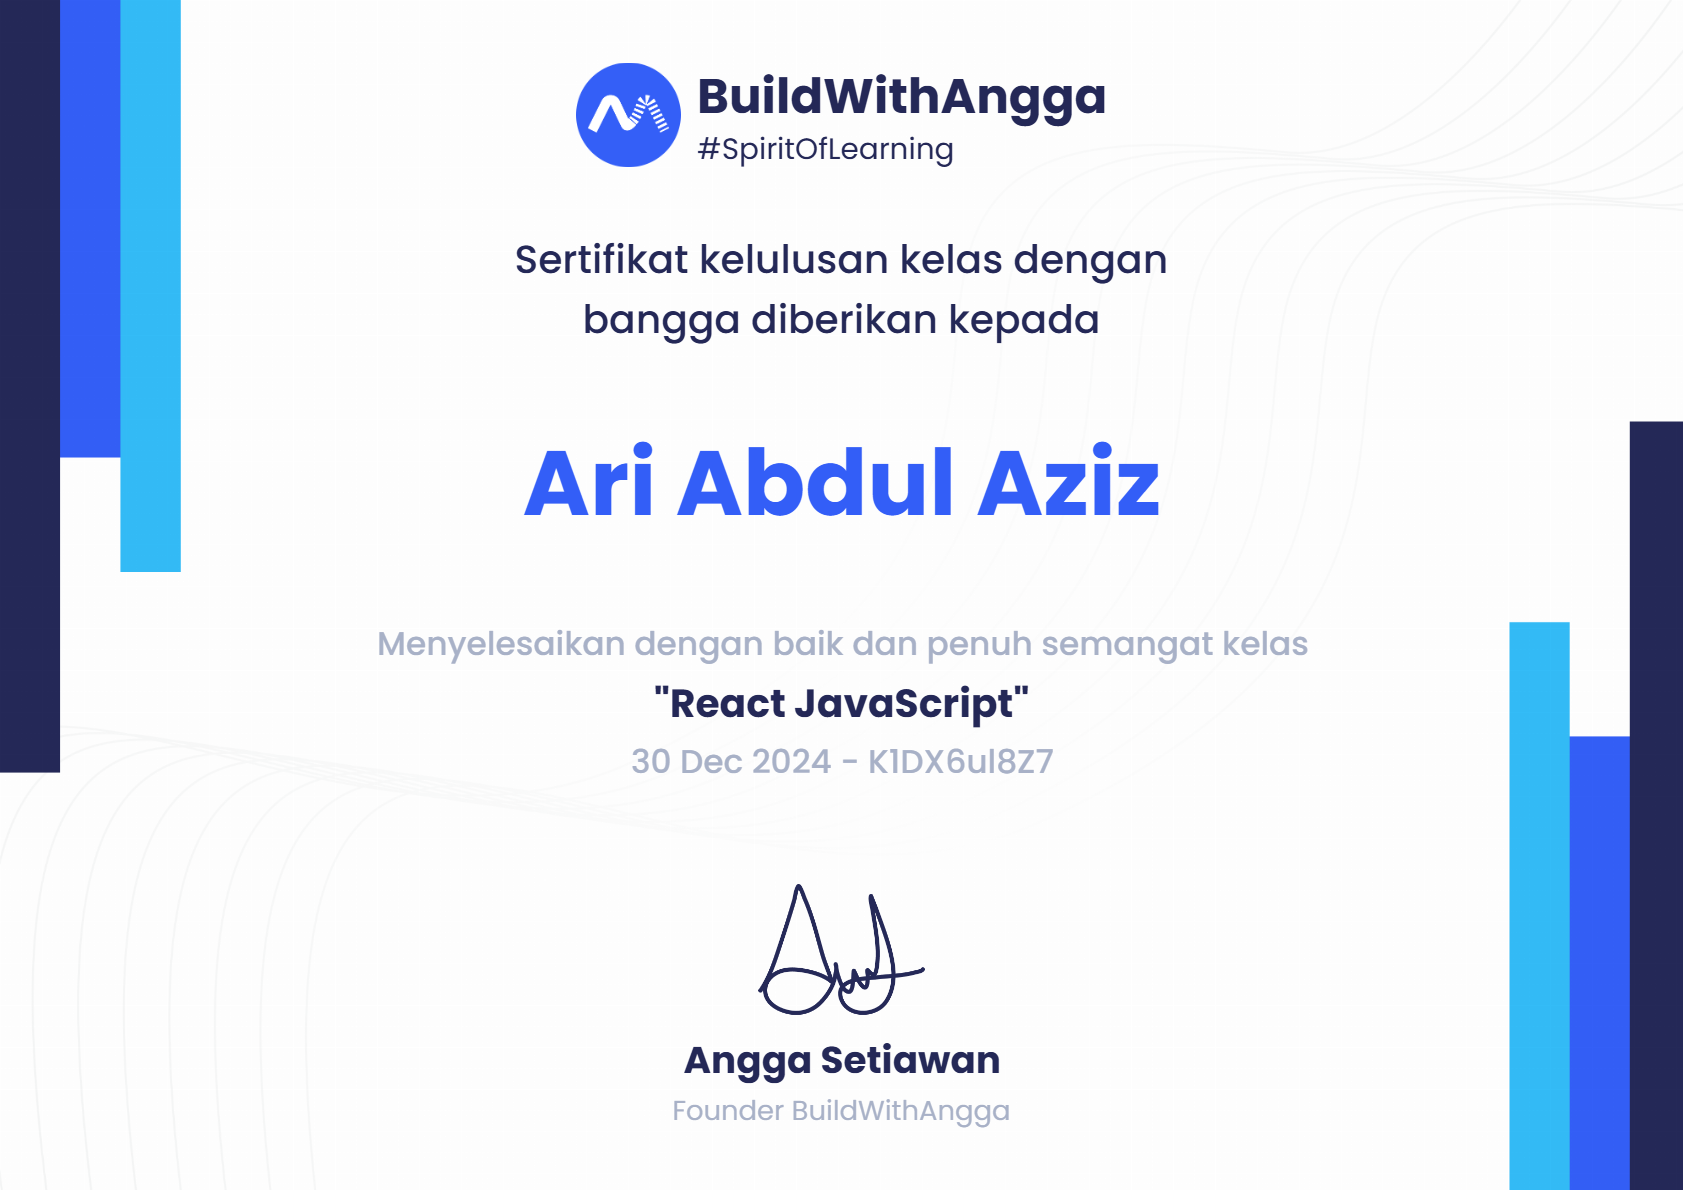 BuildWithAngga
#SpiritOfLearning
Sertifikat kelulusan kelas dengan
bangga diberikan kepada
Ari Abdul Aziz
Menyelesaikan dengan baik dan penuh semangat kelas
"React JavaScript"
30 Dec 2024 - K1DX6ul8Z7
Angga Setiawan
Founder BuildWithAngga